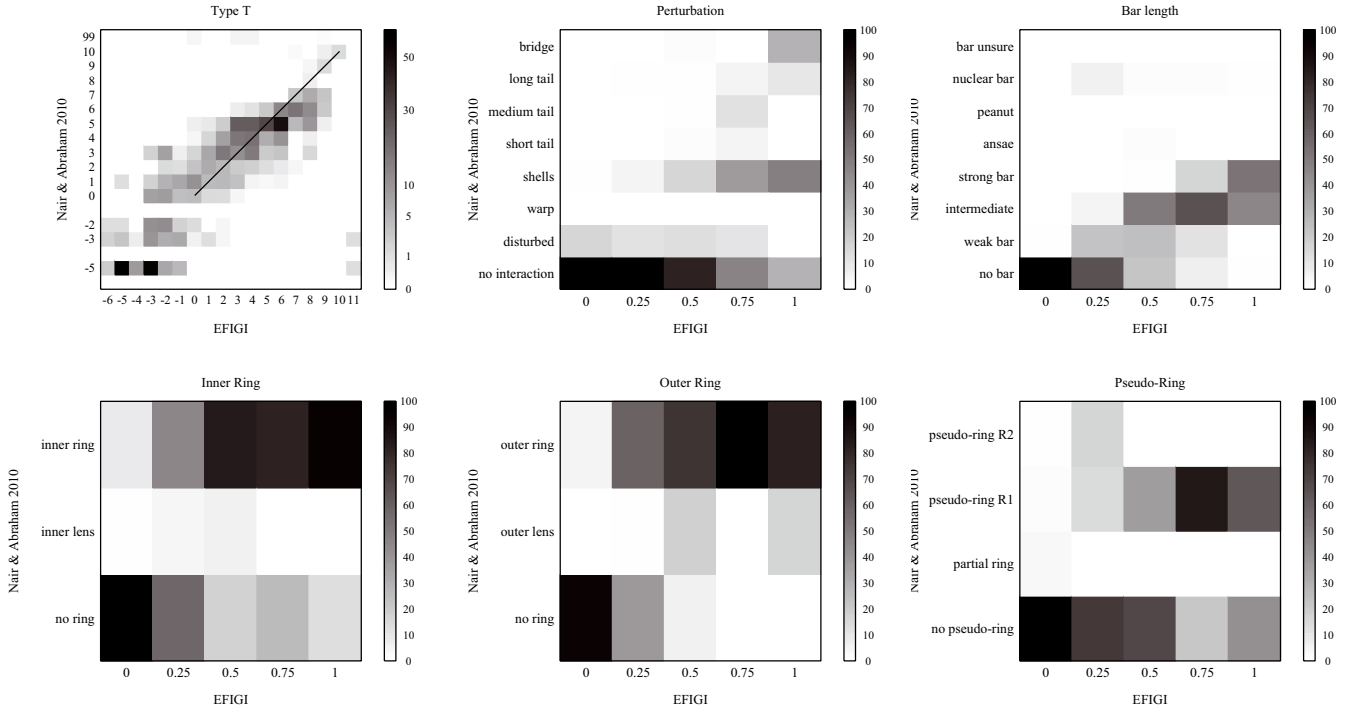 Type T
99
10
9
8
7
6
5
4
3
2
1
0
-2
-3
-5
Nair & Abraham 2010
-6 -5 -4 -3 -2 -1 0 1 2 3 4 5 6 7 8 9 10 11
EFIGI
50
30
10
5
1
0
Perturbation
bridge
long tail
medium tail
short tail
shells
warp
disturbed
no interaction
Nair & Abraham 2010
0 0.25 0.5 0.75 1
EFIGI
100
90
80
70
60
50
40
30
20
10
0
Bar length
bar unsure
nuclear bar
peanut
ansae
strong bar
intermediate
weak bar
no bar
Nair & Abraham 2010
0 0.25 0.5 0.75 1
EFIGI
100
90
80
70
60
50
40
30
20
10
0
Inner Ring
inner ring
inner lens
no ring
Nair & Abraham 2010
0 0.25 0.5 0.75 1
EFIGI
100
90
80
70
60
50
40
30
20
10
0
Outer Ring
outer ring
outer lens
no ring
Nair & Abraham 2010
0 0.25 0.5 0.75 1
EFIGI
100
90
80
70
60
50
40
30
20
10
0
Pseudo-Ring
pseudo-ring R2
pseudo-ring R1
partial ring
no pseudo-ring
Nair & Abraham 2010
0 0.25 0.5 0.75 1
EFIGI
100
90
80
70
60
50
40
30
20
10
0